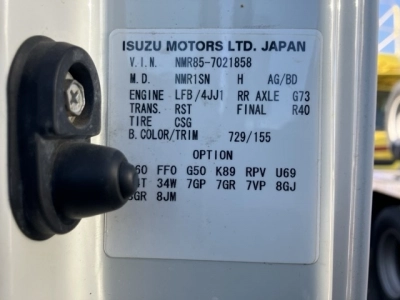 ISUZU MOTORS LTD. JAPAN
V.I.N. NMR85-7021858
M.D. NMR1SN H AG/BD
ENGINE LFB/4JJ1 RR AXLE G73
TRANS. RST FINAL R40
TIRE CSG
B.COLOR/TRIM 729/155
OPTION
FF0 G50 K89 RPV U69
34W 7GP 7GR 7VP 8GJ
8JM